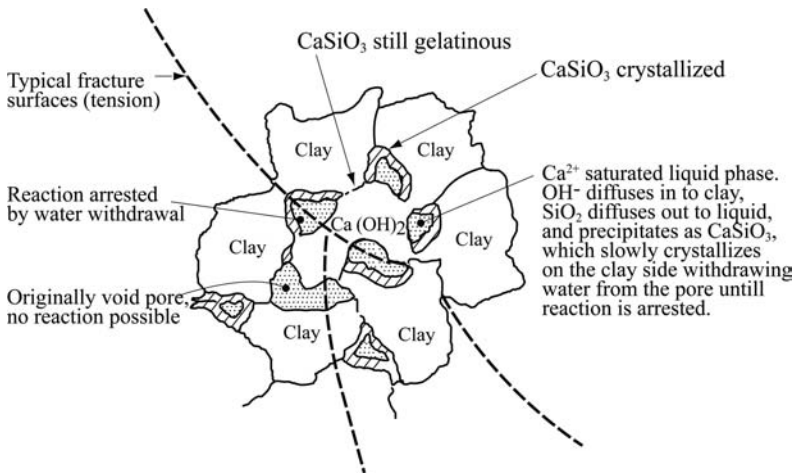 CaSiO₃ still gelatinous
CaSiO₃ crystallized
Typical fracture
surfaces (tension)
Clay
Clay
Ca²⁺ saturated liquid phase.
OH⁻ diffuses in to clay,
SiO₂ diffuses out to liquid,
and precipitates as CaSiO₃,
which slowly crystallizes
on the clay side withdrawing
water from the pore untill
reaction is arrested.
Reaction arrested
by water withdrawal
Ca (OH)₂
Clay
Clay
Originally void pore,
no reaction possible
Clay
Clay